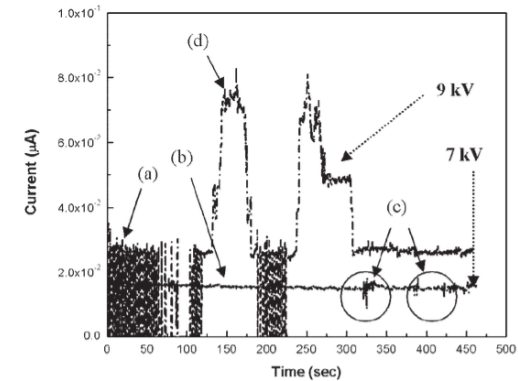 1.0x10⁻¹
(d)
8.0x10⁻²
9 kV
6.0x10⁻²
7 kV
(b)
(a)
Current (μA)
4.0x10⁻²
(c)
2.0x10⁻²
0.0
0 50 100 150 200 250 300 350 400 450 500
Time (sec)